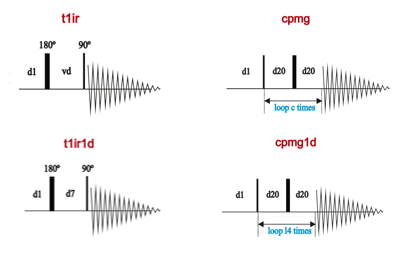 t1ir
180° 90°
d1 vd
cpmg
d1 d20 d20
loop c times
t1ir1d
180° 90°
d1 d7
cpmg1d
d1 d20 d20
loop l4 times